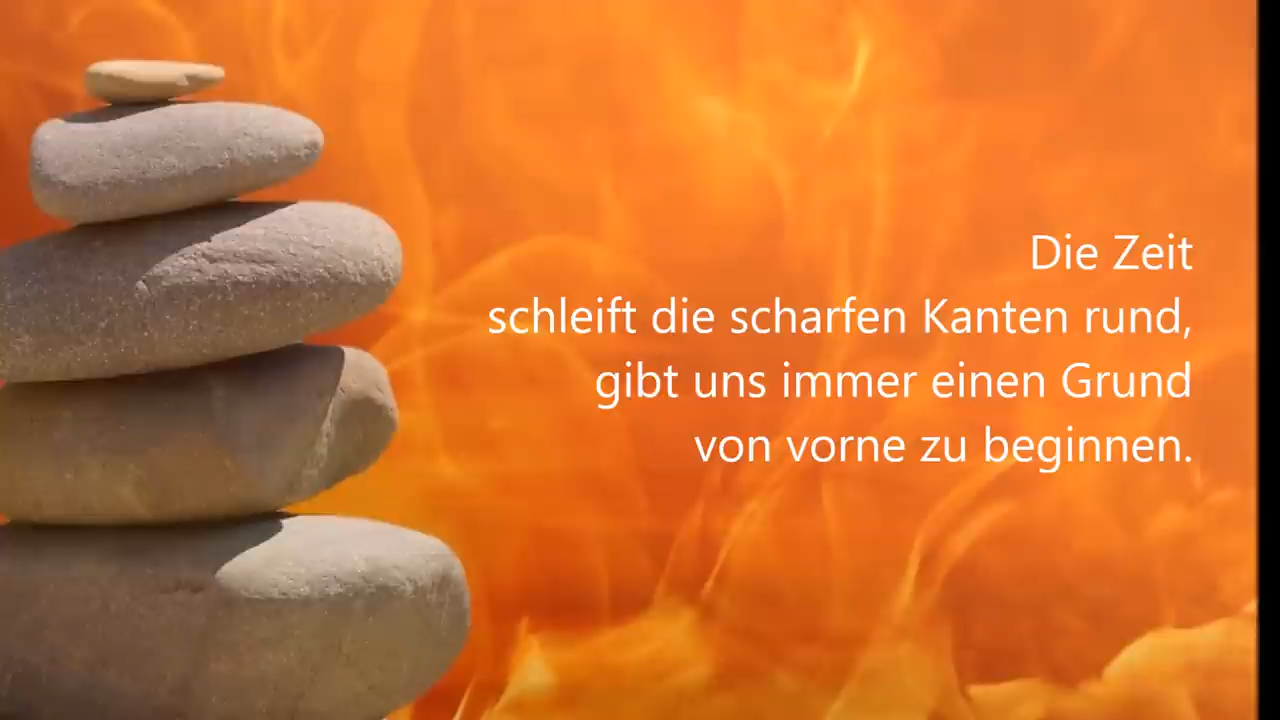 Die Zeit
schleift die scharfen Kanten rund,
gibt uns immer einen Grund
von vorne zu beginnen.